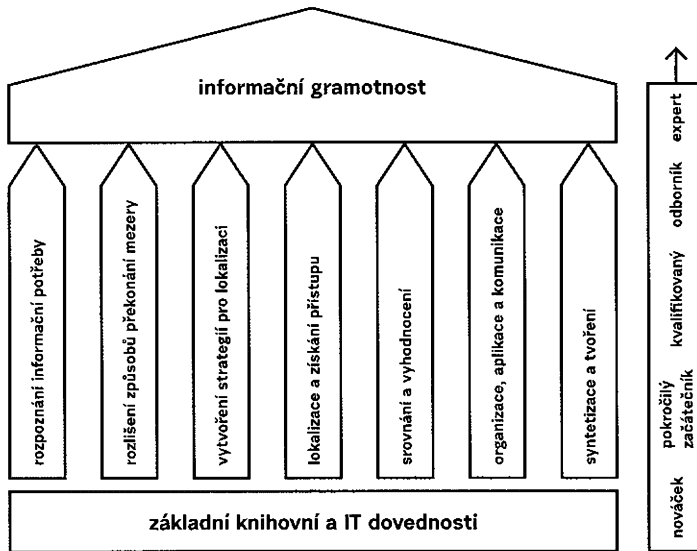 informační gramotnost
rozpoznání informační potřeby
rozlišení způsobů překonání mezery
vytvoření strategií pro lokalizaci
lokalizace a získání přístupu
srovnání a vyhodnocení
organizace, aplikace a komunikace
syntetizace a tvoření
základní knihovní a IT dovednosti
nováček
pokročilý
začátečník
kvalifikovaný
odborník
expert